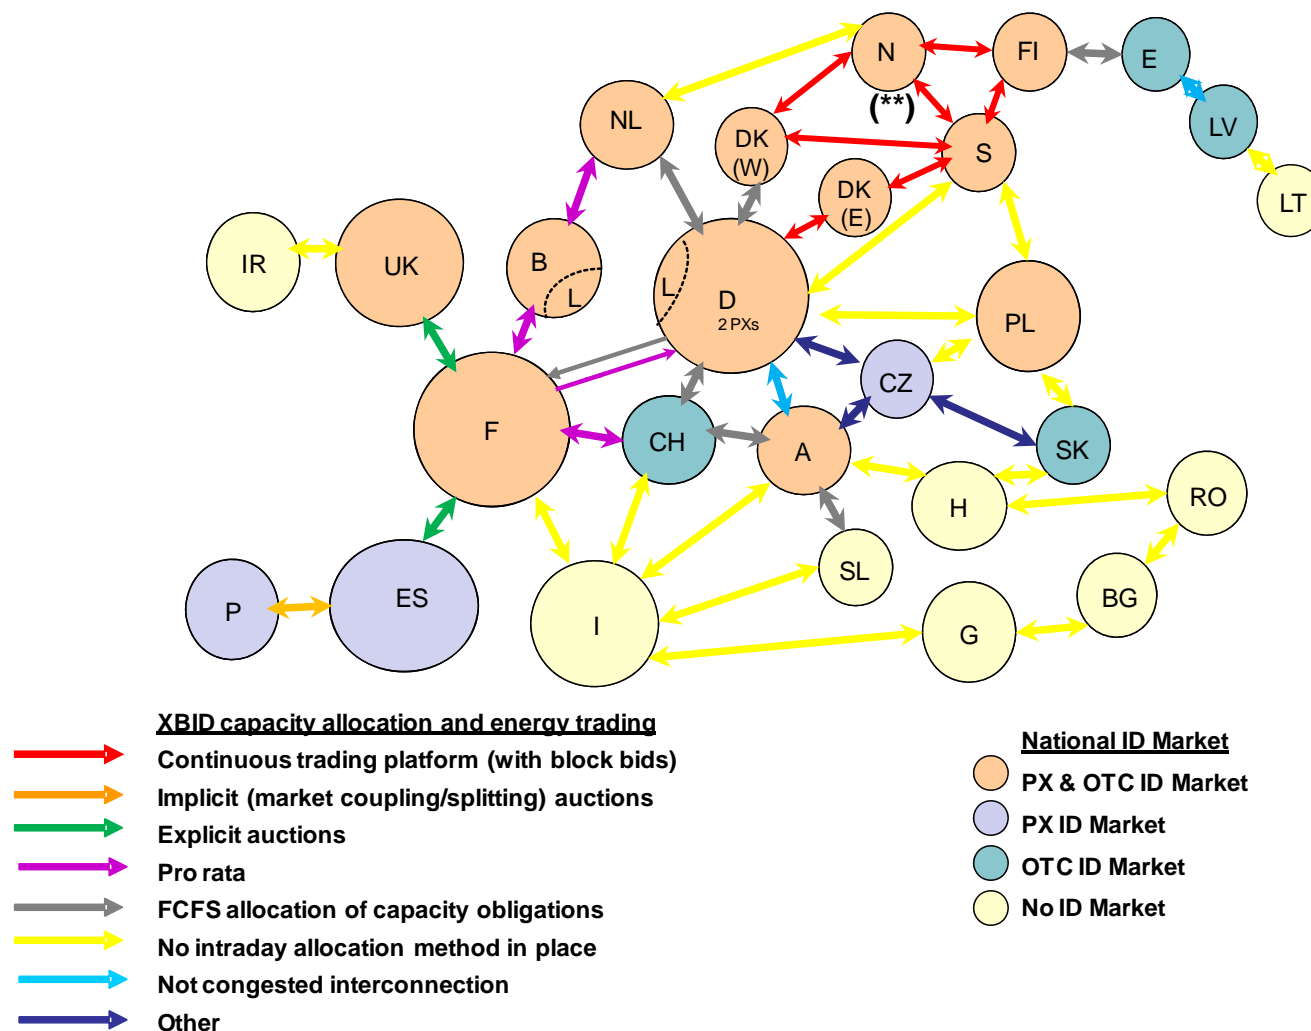 N
(**)
FI
E
LV
LT
NL
DK
(W)
S
DK
(E)
IR
UK
B
L
L
D
2 PXs
PL
CZ
F
CH
A
SK
H
RO
P
ES
SL
I
G
BG
XBID capacity allocation and energy trading
Continuous trading platform (with block bids)
Implicit (market coupling/splitting) auctions
Explicit auctions
Pro rata
FCFS allocation of capacity obligations
No intraday allocation method in place
Not congested interconnection
Other
National ID Market
PX & OTC ID Market
PX ID Market
OTC ID Market
No ID Market